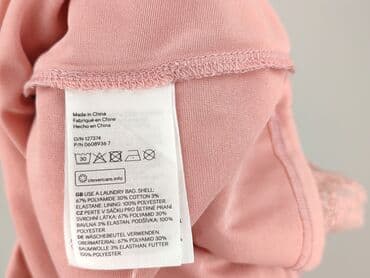 Made in China
Fabriqué en Chine
Hecho en China
O/N 127374
P/N 0608936 7
30
clevercare.info
GB USE A LAUNDRY BAG. SHELL:
67% POLYAMIDE 30% COTTON 3%
ELASTANE. LINING: 100%
POLYESTER
CZ PERTE V SÁČKU PRO ŠETRNÉ PRANÍ
SVRCHNÍ LÁTKA: 67% POLYAMID 30%
BAVLNA 3% ELASTAN. PODŠÍVKA: 100%
POLYESTER
DE WÄSCHEBEUTEL VERWENDEN.
OBERMATERIAL: 67% POLYAMID 30%
BAUMWOLLE 3% ELASTHAN FUTTER:
100% POLYESTER